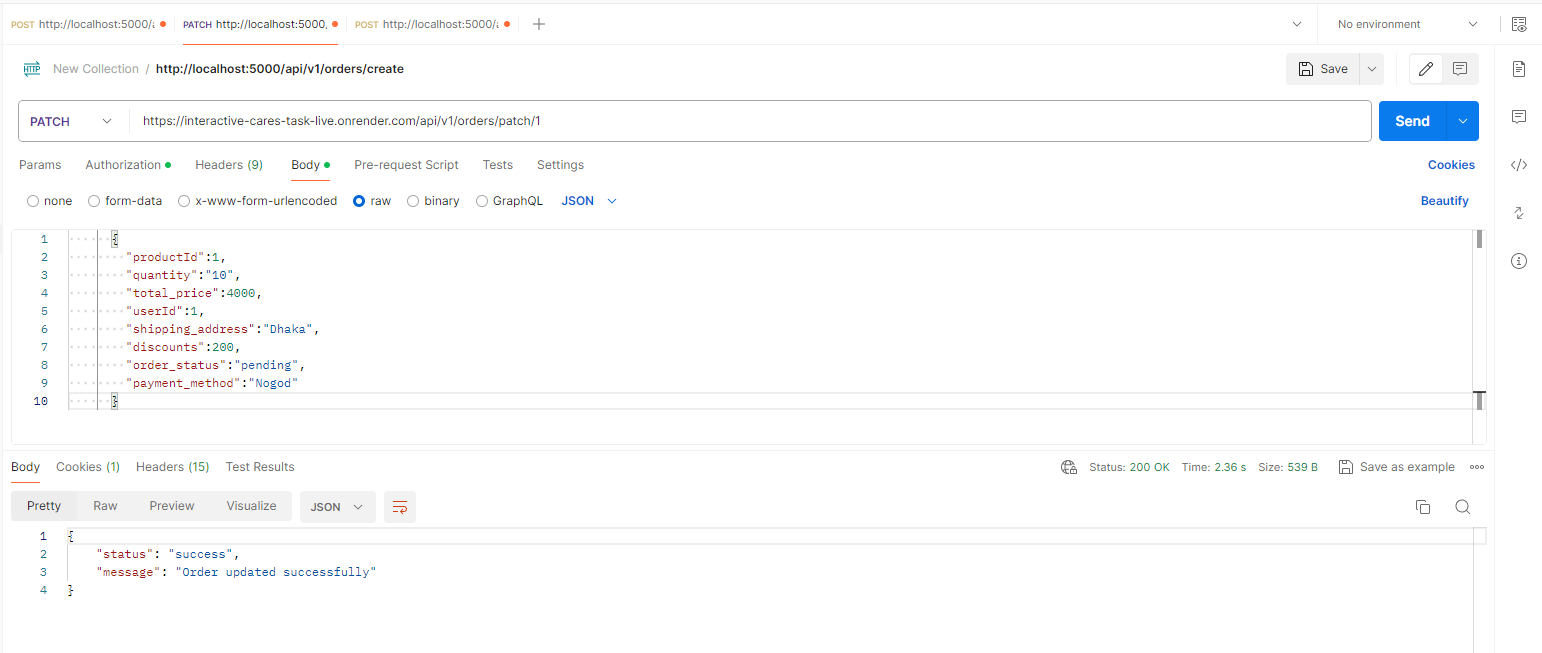 POST http://localhost:5000/a PATCH http://localhost:5000, POST http://localhost:5000/a No environment
HTTP New Collection / http://localhost:5000/api/v1/orders/create Save
PATCH https://interactive-cares-task-live.onrender.com/api/v1/orders/patch/1 Send
Params Authorization Headers (9) Body Pre-request Script Tests Settings Cookies
none form-data x-www-form-urlencoded raw binary GraphQL JSON Beautify
1 {
2 "productId":1,
3 "quantity":"10",
4 "total_price":4000,
5 "userId":1,
6 "shipping_address":"Dhaka",
7 "discounts":200,
8 "order_status":"pending",
9 "payment_method":"Nogod"
10 }
Body Cookies (1) Headers (15) Test Results Status: 200 OK Time: 2.36 s Size: 539 B Save as example
Pretty Raw Preview Visualize JSON
1 {
2 "status": "success",
3 "message": "Order updated successfully"
4 }